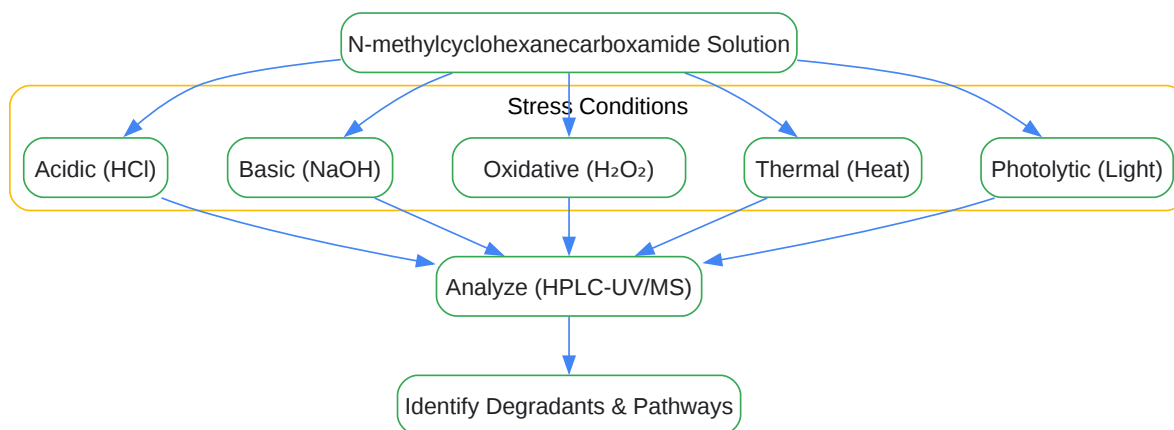 N-methylcyclohexanecarboxamide Solution
Stress Conditions
Acidic (HCl)
Basic (NaOH)
Oxidative (H₂O₂)
Thermal (Heat)
Photolytic (Light)
Analyze (HPLC-UV/MS)
Identify Degradants & Pathways